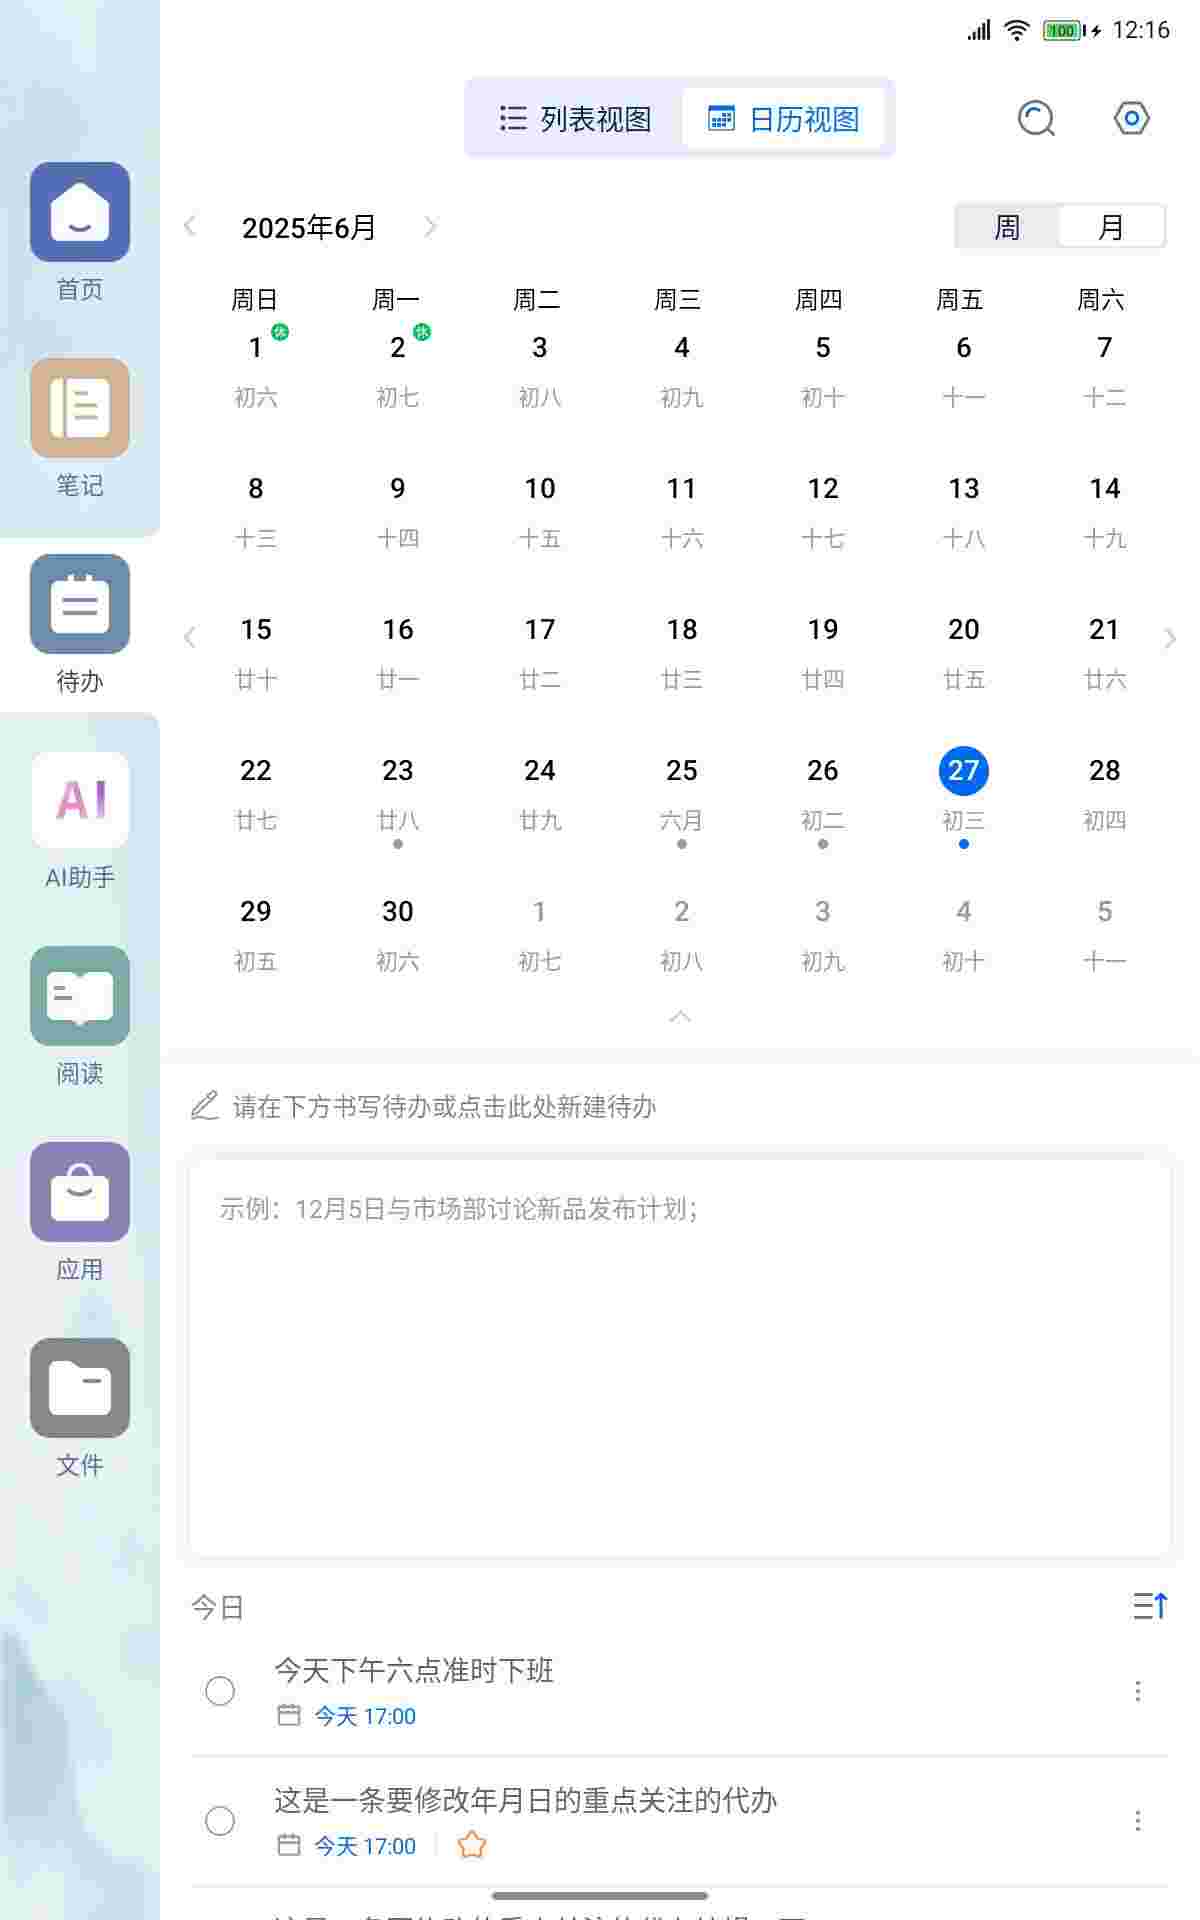 100 12:16
列表视图 日历视图
2025年6月 周 月
周日 周一 周二 周三 周四 周五 周六
1 休 2 休 3 4 5 6 7
初六 初七 初八 初九 初十 十一 十二
8 9 10 11 12 13 14
十三 十四 十五 十六 十七 十八 十九
15 16 17 18 19 20 21
廿十 廿一 廿二 廿三 廿四 廿五 廿六
22 23 24 25 26 27 28
廿七 廿八 廿九 六月 初二 初三 初四
29 30 1 2 3 4 5
初五 初六 初七 初八 初九 初十 十一
请在下方书写待办或点击此处新建待办
示例：12月5日与市场部讨论新品发布计划；
今日
今天下午六点准时下班
今天 17:00
这是一条要修改年月日的重点关注的代办
今天 17:00
首页
笔记
待办
AI
AI助手
阅读
应用
文件